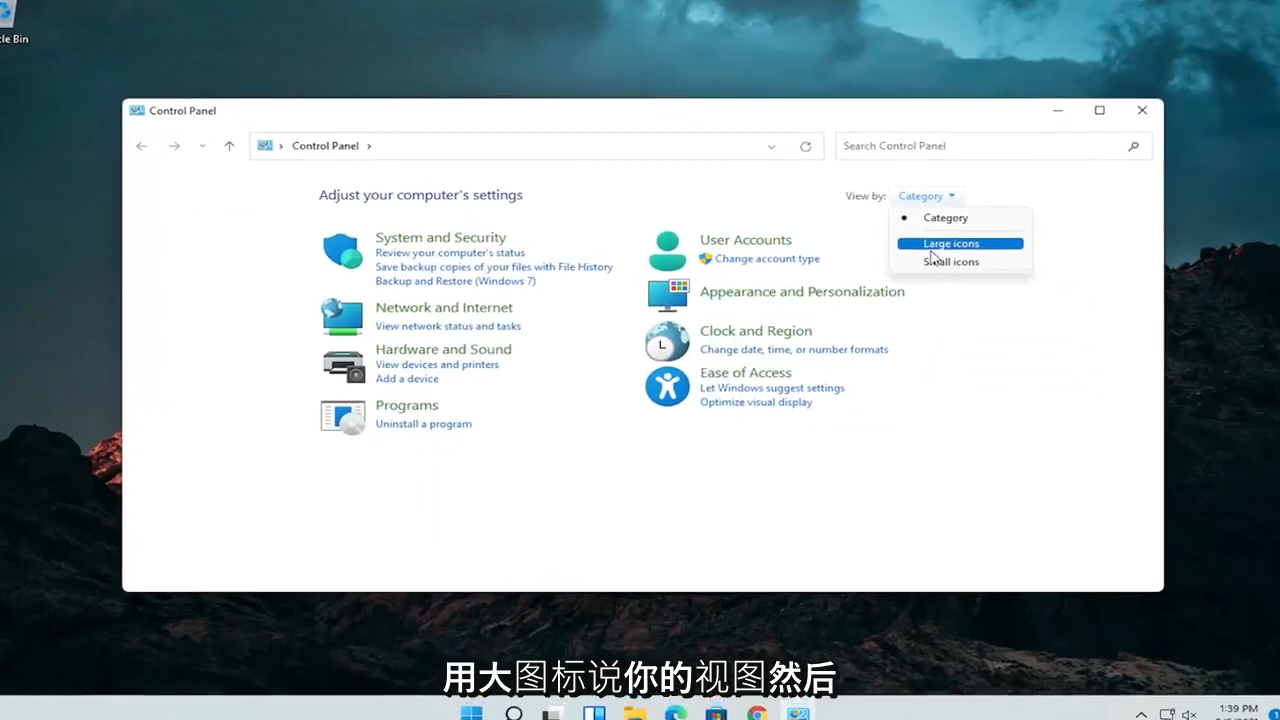 cle Bin
Control Panel
Control Panel
Search Control Panel
Adjust your computer's settings
View by: Category
Category
Large icons
Small icons
System and Security
Review your computer's status
Save backup copies of your files with File History
Backup and Restore (Windows 7)
Network and Internet
View network status and tasks
Hardware and Sound
View devices and printers
Add a device
Programs
Uninstall a program
User Accounts
Change account type
Appearance and Personalization
Clock and Region
Change date, time, or number formats
Ease of Access
Let Windows suggest settings
Optimize visual display
用大图标说你的视图然后
1:39 PM